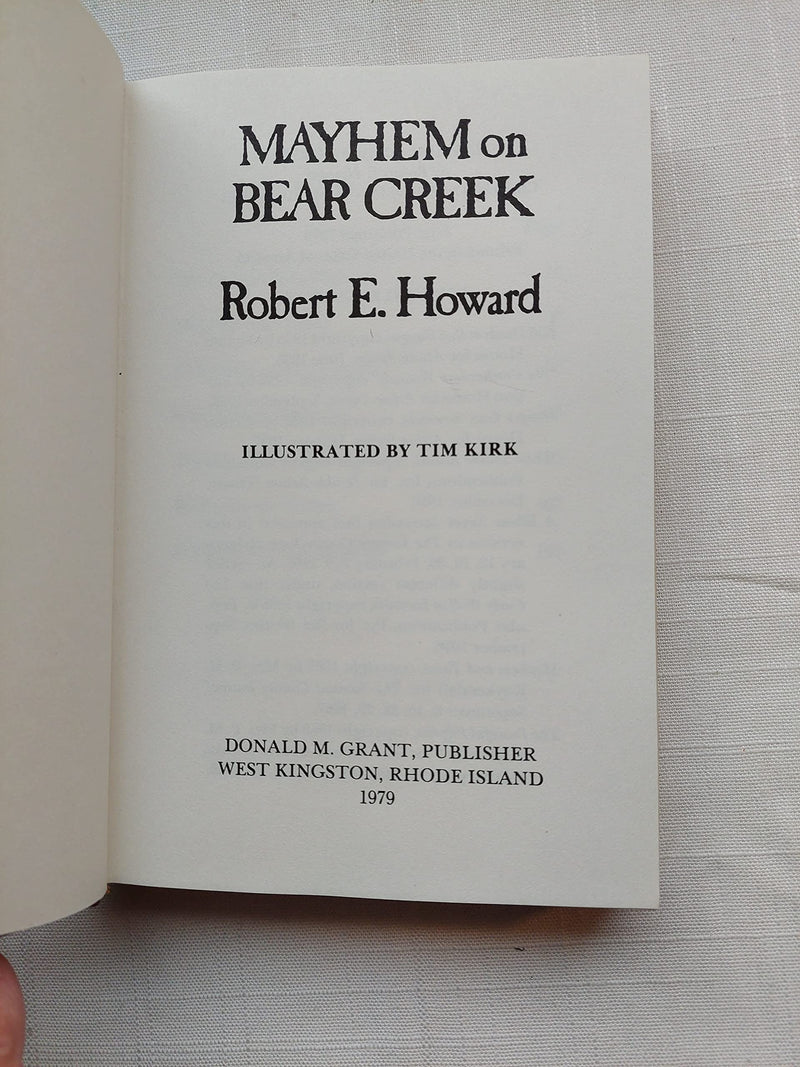 MAYHEM on
BEAR CREEK
Robert E. Howard
ILLUSTRATED BY TIM KIRK
DONALD M. GRANT, PUBLISHER
WEST KINGSTON, RHODE ISLAND
1979